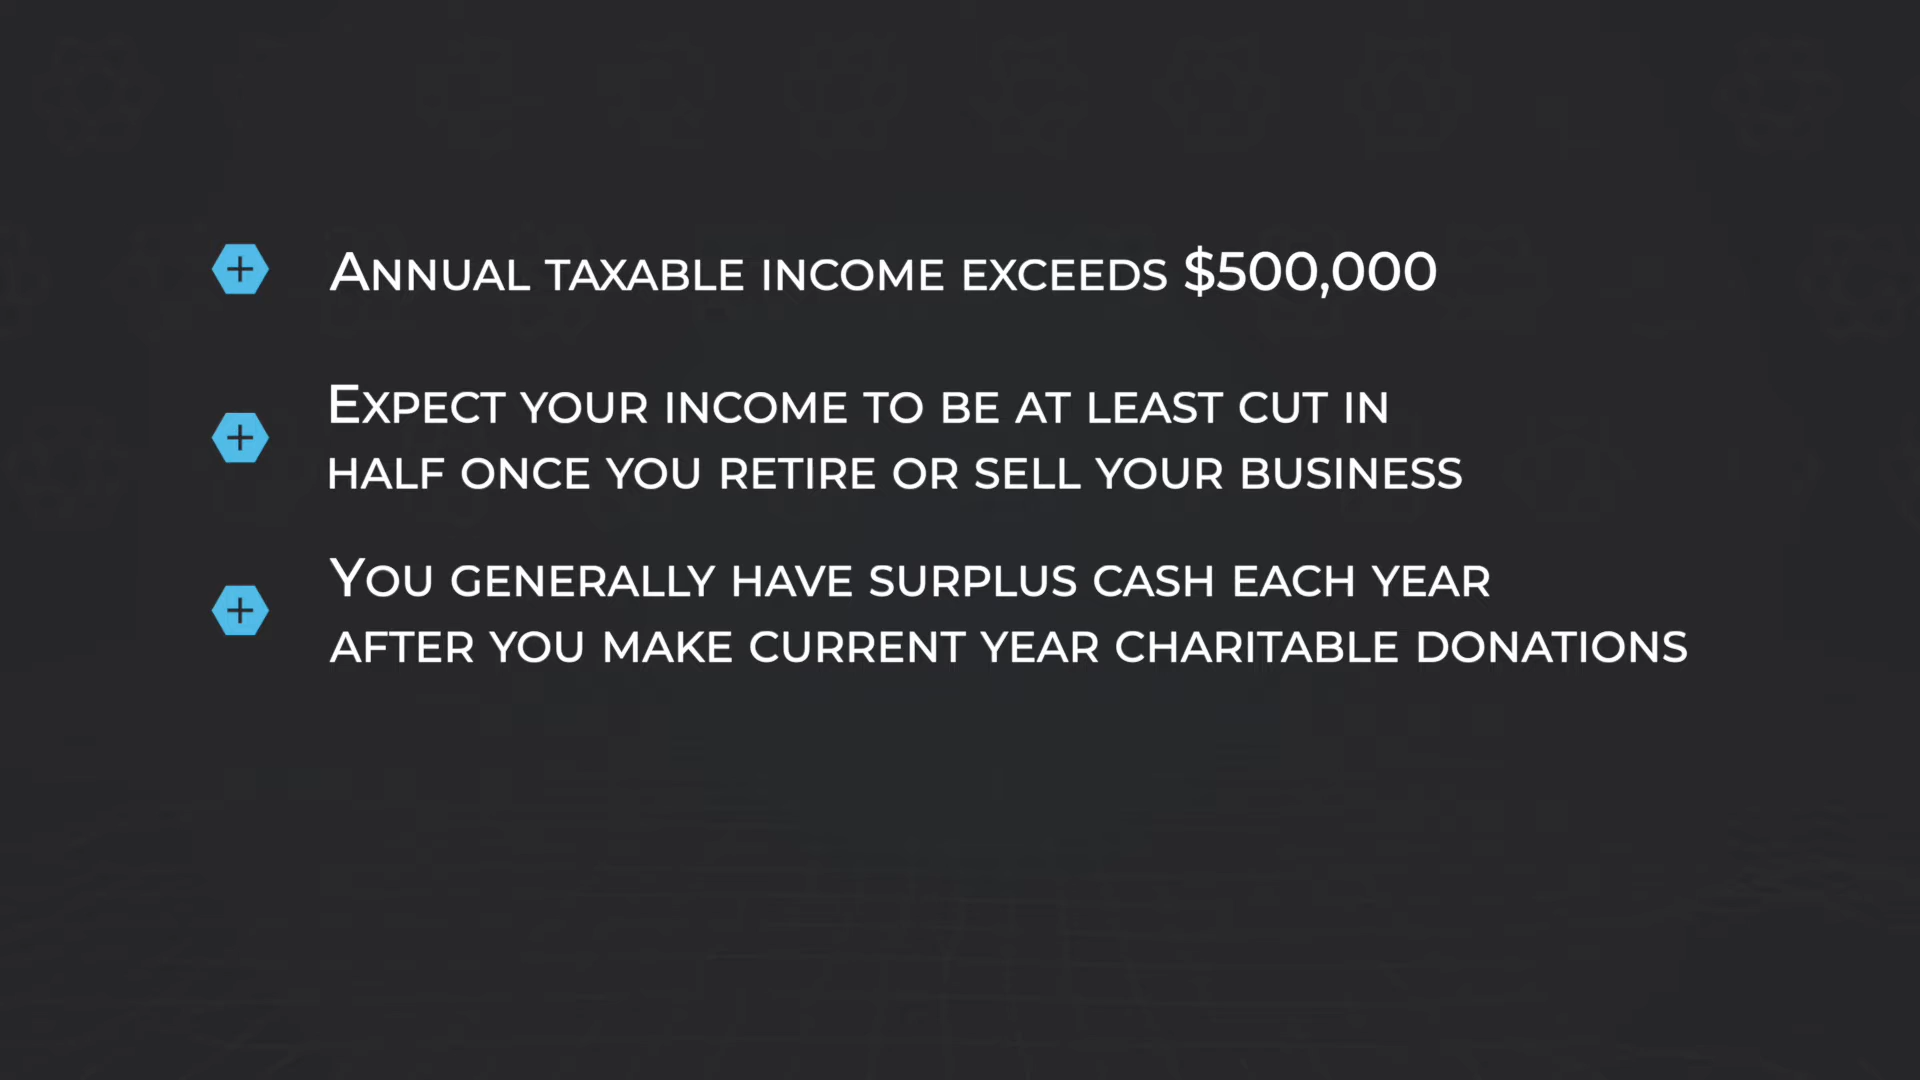 Annual taxable income exceeds $500,000
Expect your income to be at least cut in
half once you retire or sell your business
You generally have surplus cash each year
after you make current year charitable donations